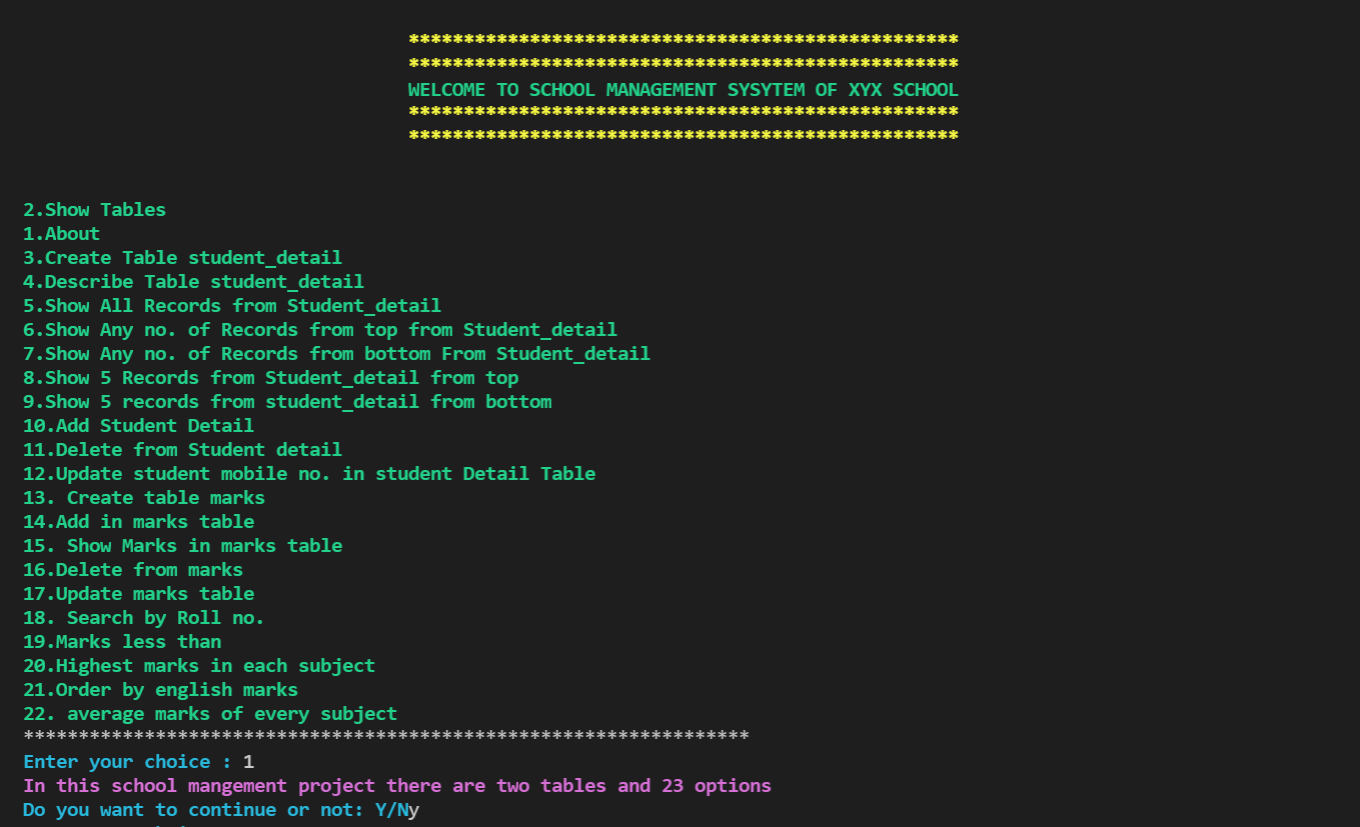 **************************************************
**************************************************
WELCOME TO SCHOOL MANAGEMENT SYSYTEM OF XYX SCHOOL
**************************************************
**************************************************
2.Show Tables
1.About
3.Create Table student_detail
4.Describe Table student_detail
5.Show All Records from Student_detail
6.Show Any no. of Records from top from Student_detail
7.Show Any no. of Records from bottom From Student_detail
8.Show 5 Records from Student_detail from top
9.Show 5 records from student_detail from bottom
10.Add Student Detail
11.Delete from Student detail
12.Update student mobile no. in student Detail Table
13. Create table marks
14.Add in marks table
15. Show Marks in marks table
16.Delete from marks
17.Update marks table
18. Search by Roll no.
19.Marks less than
20.Highest marks in each subject
21.Order by english marks
22. average marks of every subject
******************************************************************
Enter your choice : 1
In this school mangement project there are two tables and 23 options
Do you want to continue or not: Y/Ny